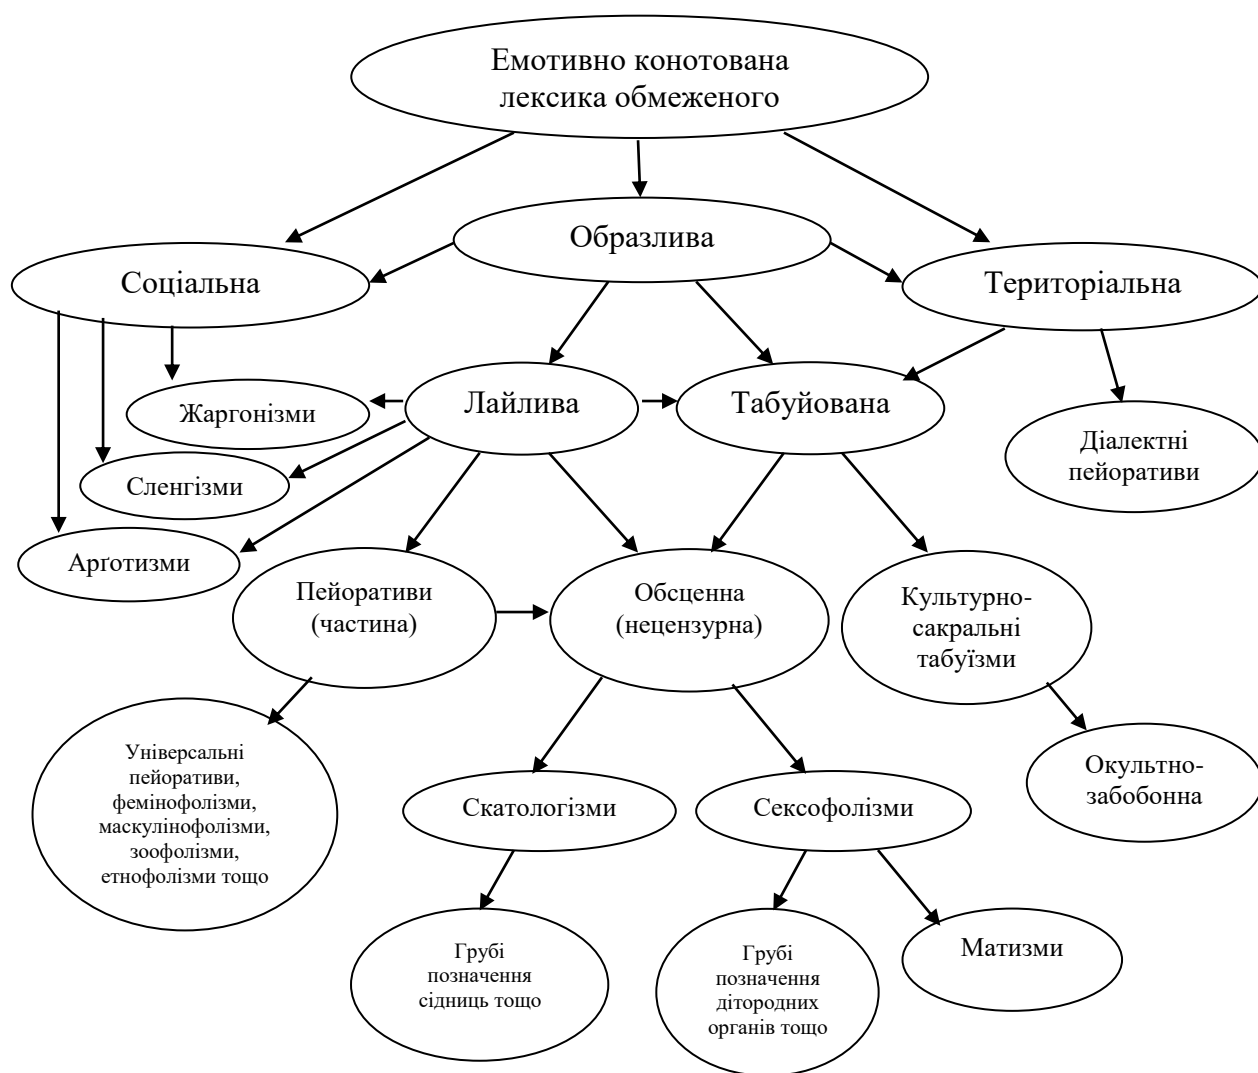 Емотивно конотована
лексика обмеженого
Образлива
Соціальна
Територіальна
Лайлива
Табуйована
Жаргонізми
Діалектні
пейоративи
Сленгізми
Арґотизми
Пейоративи
(частина)
Обсценна
(нецензурна)
Культурно-
сакральні
табуїзми
Універсальні
пейоративи,
фемінофолізми,
маскулінофолізми,
зоофолізми,
етнофолізми тощо
Скатологізми
Сексофолізми
Окультно-
забобонна
Грубі
позначення
сідниць тощо
Грубі
позначення
дітородних
органів тощо
Матизми